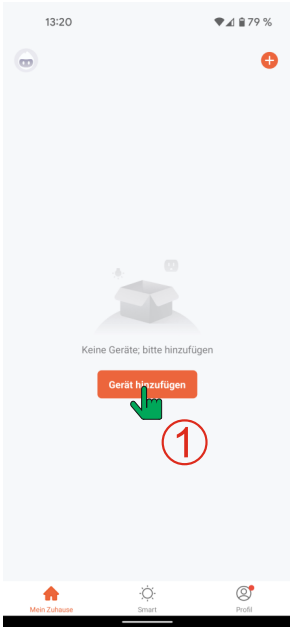 13:20 79 %
Keine Geräte; bitte hinzufügen
Gerät hinzufügen
1
Mein Zuhause Smart Profil